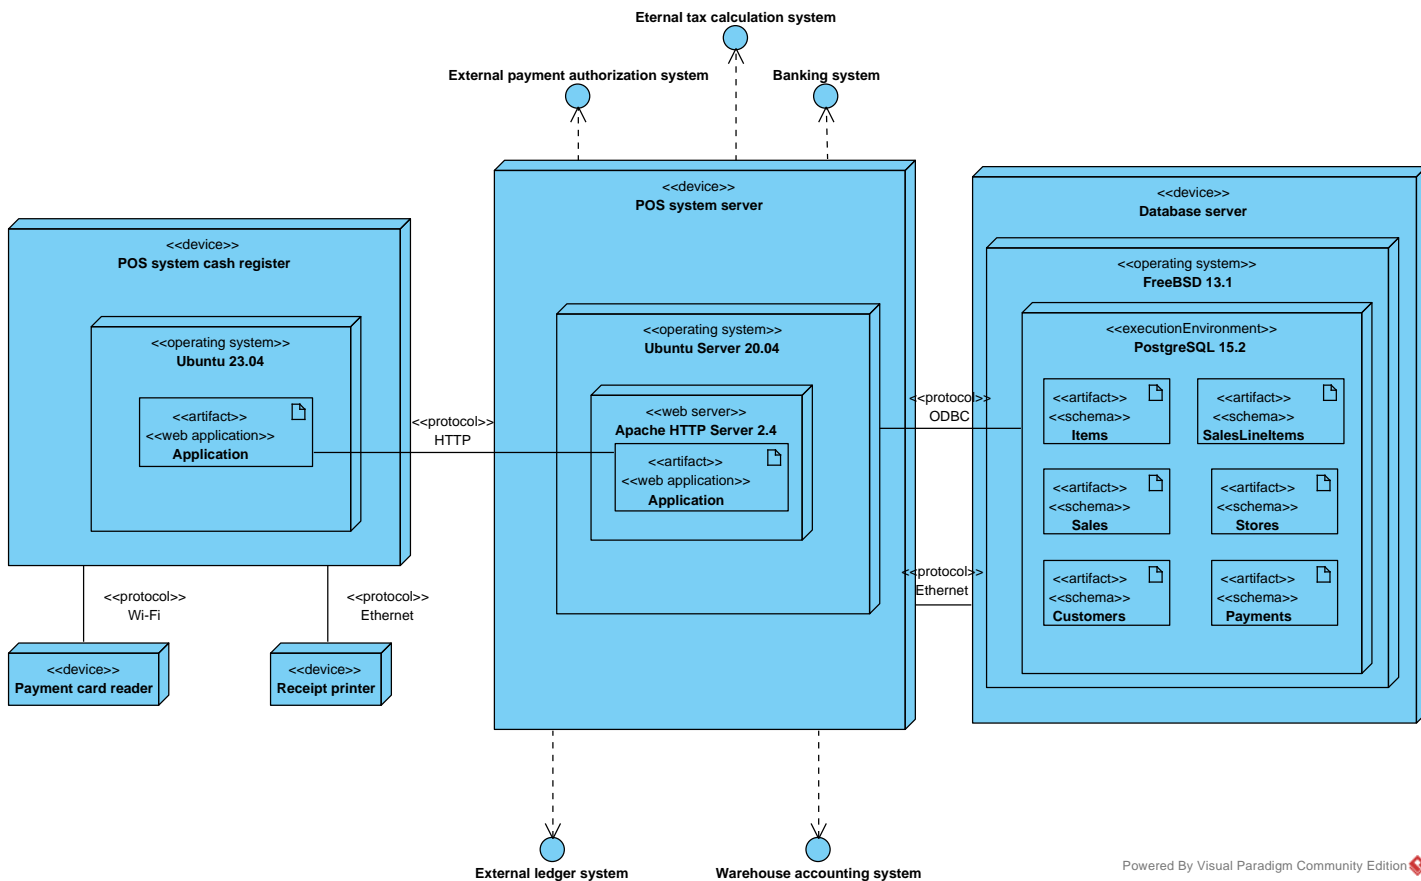 Eternal tax calculation system
External payment authorization system
Banking system
<<device>>
POS system cash register
<<operating system>>
Ubuntu 23.04
<<artifact>>
<<web application>>
Application
<<protocol>>
HTTP
<<protocol>>
Wi-Fi
<<protocol>>
Ethernet
<<device>>
Payment card reader
<<device>>
Receipt printer
<<device>>
POS system server
<<operating system>>
Ubuntu Server 20.04
<<web server>>
Apache HTTP Server 2.4
<<artifact>>
<<web application>>
Application
<<protocol>>
ODBC
<<protocol>>
Ethernet
<<device>>
Database server
<<operating system>>
FreeBSD 13.1
<<executionEnvironment>>
PostgreSQL 15.2
<<artifact>>
<<schema>>
Items
<<artifact>>
<<schema>>
SalesLineItems
<<artifact>>
<<schema>>
Sales
<<artifact>>
<<schema>>
Stores
<<artifact>>
<<schema>>
Customers
<<artifact>>
<<schema>>
Payments
External ledger system
Warehouse accounting system
Powered By Visual Paradigm Community Edition